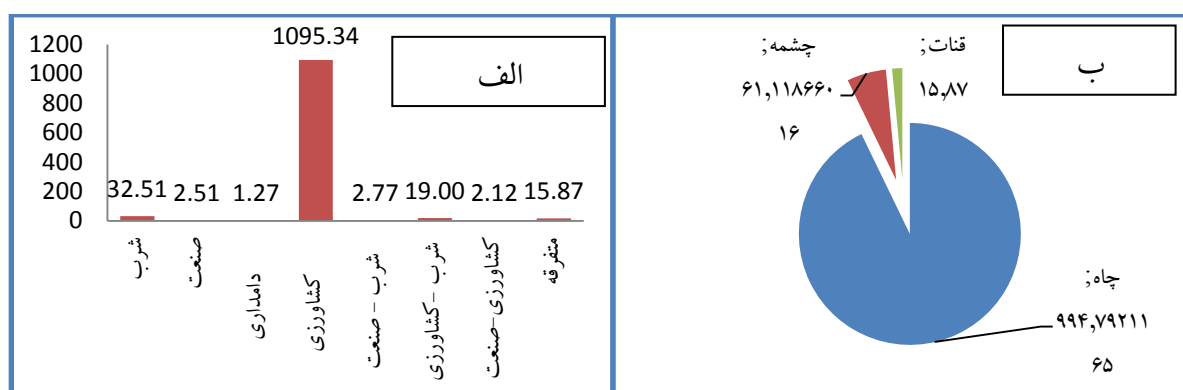 1200
1000
800
600
400
200
0
1095.34
32.51
2.51
1.27
2.77
19.00
2.12
15.87
الف
شرب
صنعت
دامداری
کشاورزی
شرب - صنعت
شرب -کشاورزی
کشاورزی-صنعت
متفرقه
ب
چشمه;
۶۱,۱۱۸۶۶۰
۱۶
قنات;
۱۵,۸۷
چاه;
۹۹۴,۷۹۲۱۱
۶۵